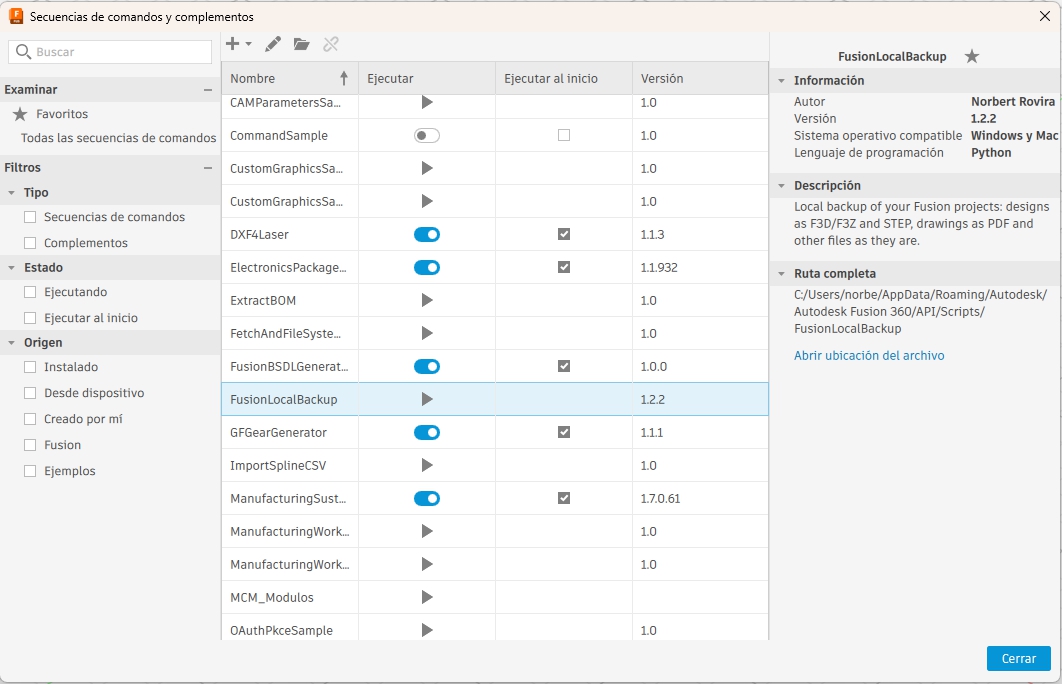 Secuencias de comandos y complementos
Buscar
Examinar
Favoritos
Todas las secuencias de comandos
Filtros
Tipo
Secuencias de comandos
Complementos
Estado
Ejecutando
Ejecutar al inicio
Origen
Instalado
Desde dispositivo
Creado por mí
Fusion
Ejemplos
Nombre Ejecutar Ejecutar al inicio Versión
CAMParametersSa... 1.0
CommandSample 1.0
CustomGraphicsSa... 1.0
CustomGraphicsSa... 1.0
DXF4Laser 1.1.3
ElectronicsPackage... 1.1.932
ExtractBOM 1.0
FetchAndFileSyste... 1.0
FusionBSDLGenerat... 1.0.0
FusionLocalBackup 1.2.2
GFGearGenerator 1.1.1
ImportSplineCSV 1.0
ManufacturingSust... 1.7.0.61
ManufacturingWork... 1.0
ManufacturingWork... 1.0
MCM_Modulos
OAuthPkceSample 1.0
FusionLocalBackup
Información
Autor Norbert Rovira
Versión 1.2.2
Sistema operativo compatible Windows y Mac
Lenguaje de programación Python
Descripción
Local backup of your Fusion projects: designs
as F3D/F3Z and STEP, drawings as PDF and
other files as they are.
Ruta completa
C:/Users/norbe/AppData/Roaming/Autodesk/
Autodesk Fusion 360/API/Scripts/
FusionLocalBackup
Abrir ubicación del archivo
Cerrar